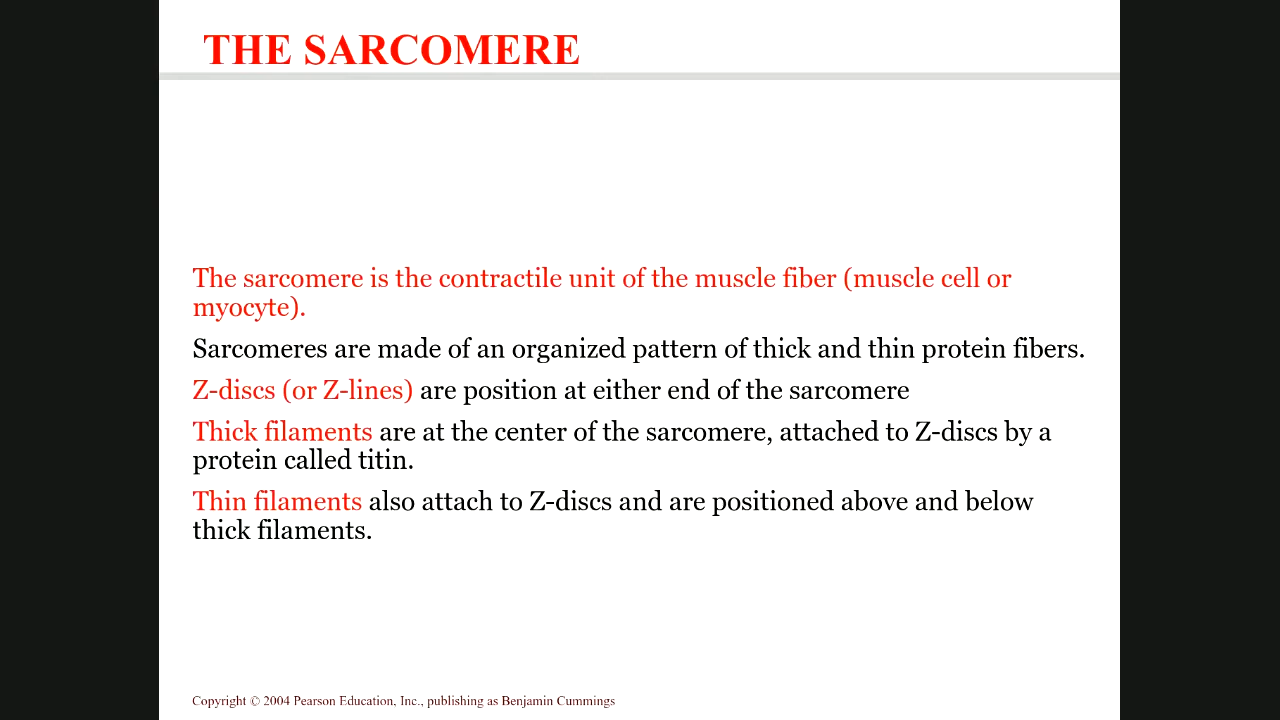 THE SARCOMERE
The sarcomere is the contractile unit of the muscle fiber (muscle cell or
myocyte).
Sarcomeres are made of an organized pattern of thick and thin protein fibers.
Z-discs (or Z-lines) are position at either end of the sarcomere
Thick filaments are at the center of the sarcomere, attached to Z-discs by a
protein called titin.
Thin filaments also attach to Z-discs and are positioned above and below
thick filaments.
Copyright © 2004 Pearson Education, Inc., publishing as Benjamin Cummings